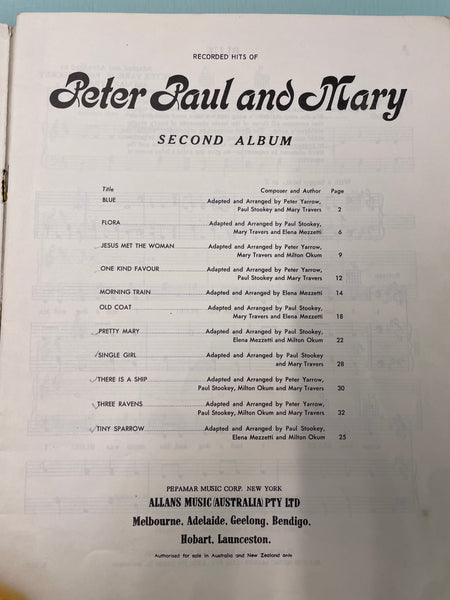 RECORDED HITS OF
Peter Paul and Mary
SECOND ALBUM
Title Composer and Author Page
BLUE Adapted and Arranged by Peter Yarrow,
Paul Stookey and Mary Travers 2
FLORA Adapted and Arranged by Paul Stookey,
Mary Travers and Elena Mezzetti 6
JESUS MET THE WOMAN Adapted and Arranged by Peter Yarrow,
Mary Travers and Milton Okum 9
ONE KIND FAVOUR Adapted and Arranged by Peter Yarrow,
Paul Stookey and Mary Travers 12
MORNING TRAIN Adapted and Arranged by Elena Mezzetti 14
OLD COAT Adapted and Arranged by Paul Stookey,
Mary Travers and Elena Mezzetti 18
PRETTY MARY Adapted and Arranged by Paul Stookey,
Elena Mezzetti and Milton Okum 22
SINGLE GIRL Adapted and Arranged by Paul Stookey
and Mary Travers 28
THERE IS A SHIP Adapted and Arranged by Peter Yarrow,
Paul Stookey, Milton Okum and Mary Travers 30
THREE RAVENS Adapted and Arranged by Peter Yarrow,
Paul Stookey, Milton Okum and Mary Travers 32
TINY SPARROW Adapted and Arranged by Paul Stookey,
Elena Mezzetti and Milton Okum 25
PEPAMAR MUSIC CORP. NEW YORK
ALLANS MUSIC (AUSTRALIA) PTY LTD
Melbourne, Adelaide, Geelong, Bendigo,
Hobart, Launceston.
Authorised for sale in Australia and New Zealand only